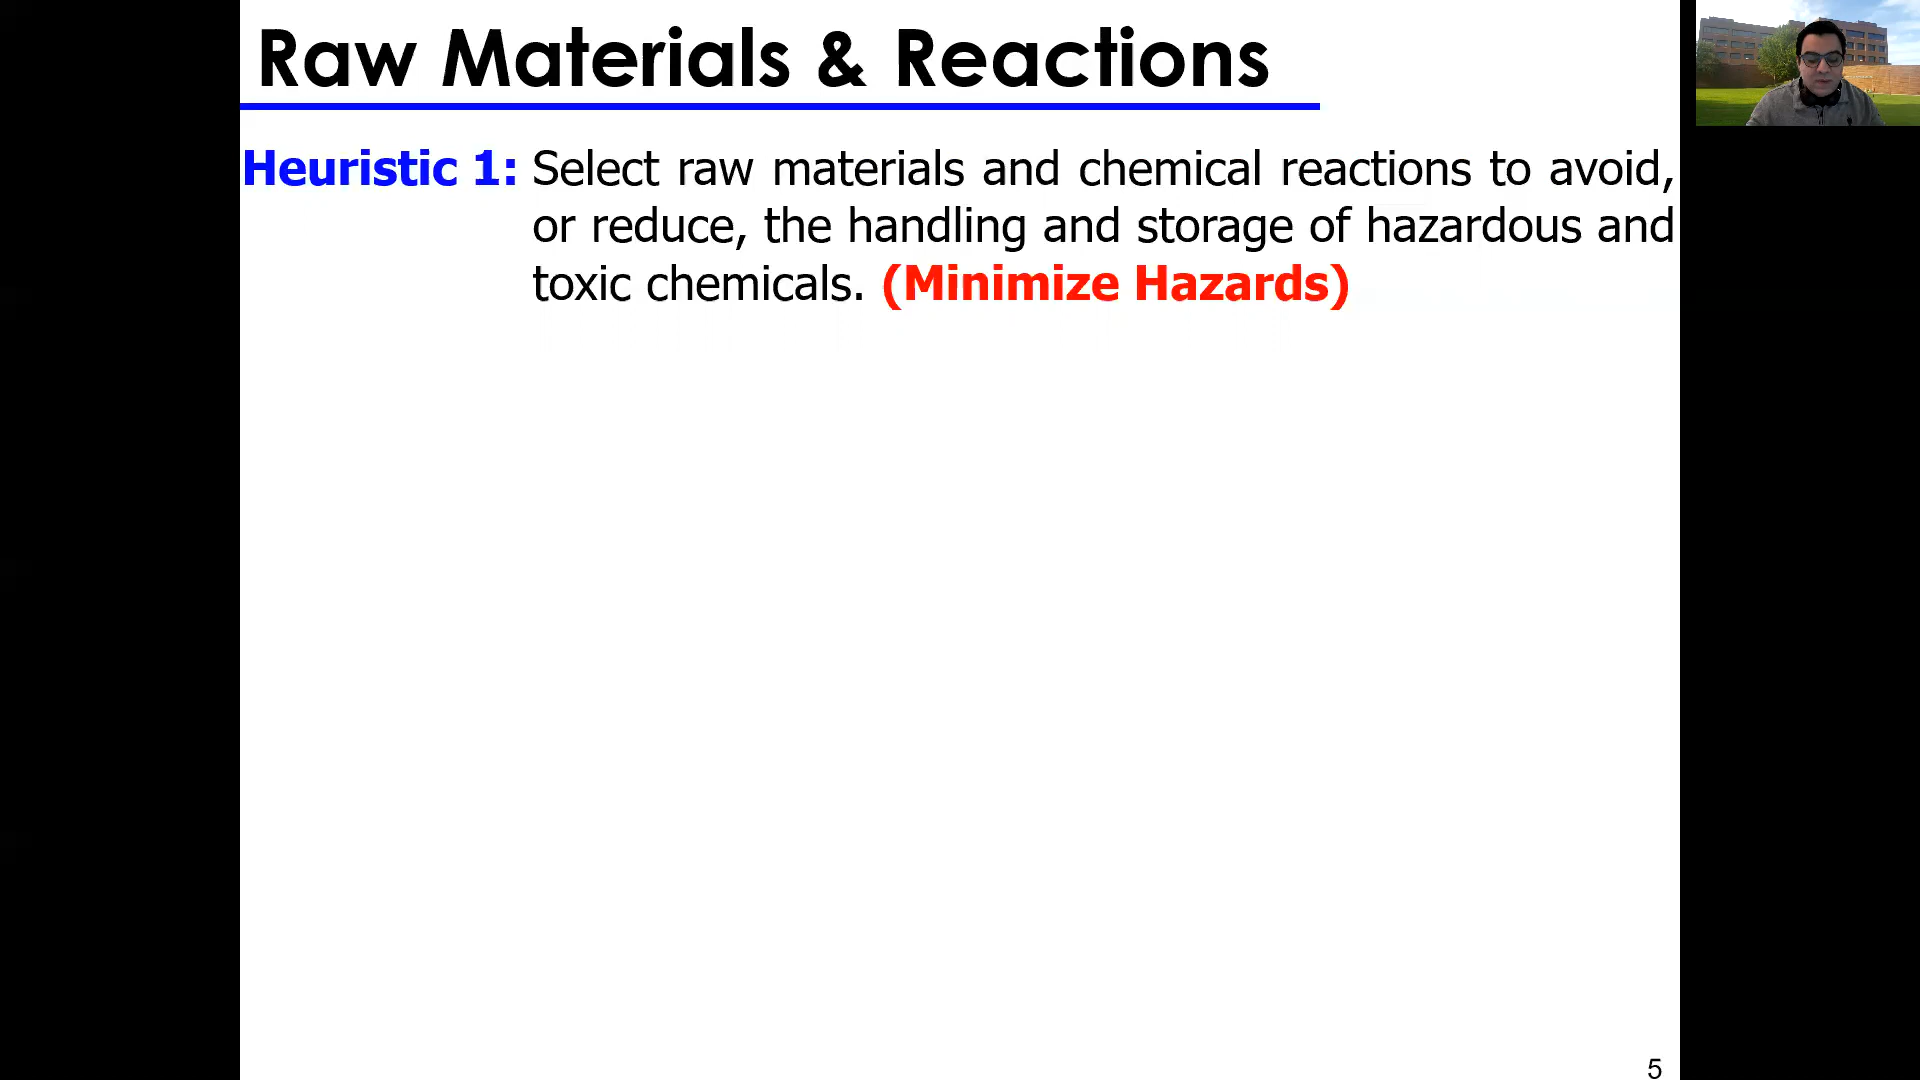 Raw Materials & Reactions
Heuristic 1: Select raw materials and chemical reactions to avoid,
or reduce, the handling and storage of hazardous and
toxic chemicals. (Minimize Hazards)
5